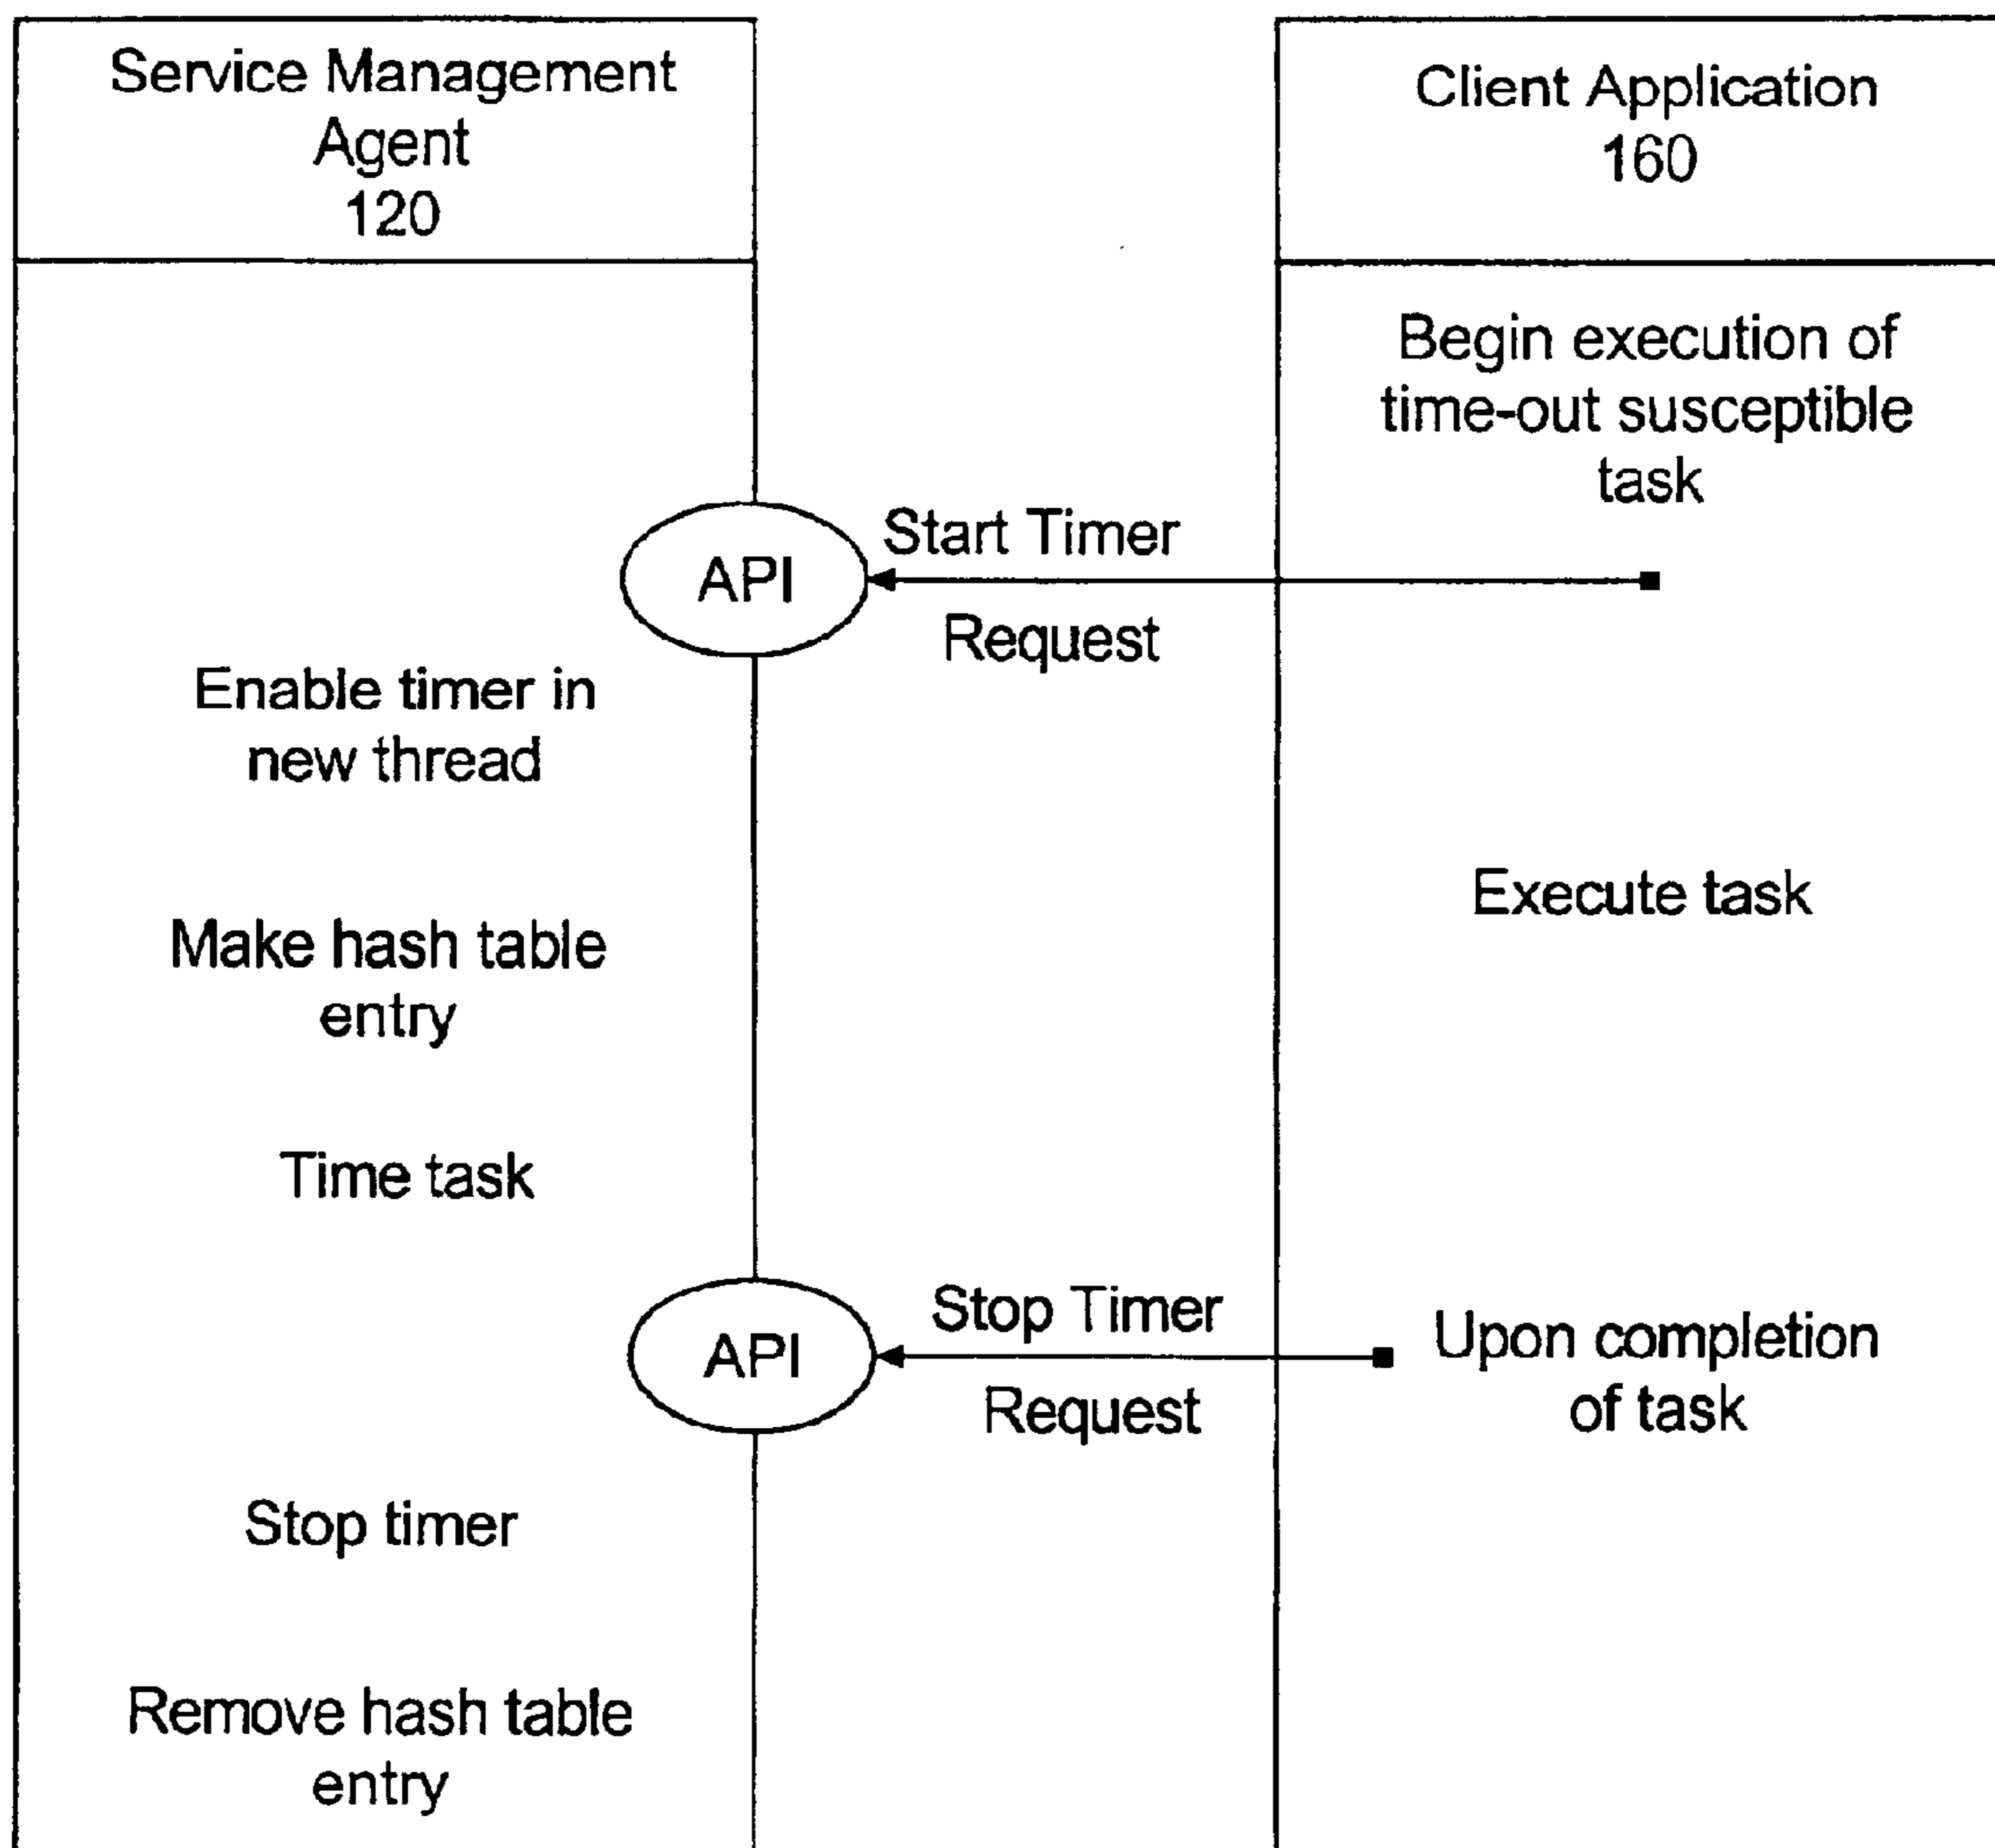 Service Management
Agent
120
Client Application
160
Begin execution of
time-out susceptible
task
API
Start Timer
Request
Enable timer in
new thread
Execute task
Make hash table
entry
Time task
API
Stop Timer
Request
Upon completion
of task
Stop timer
Remove hash table
entry